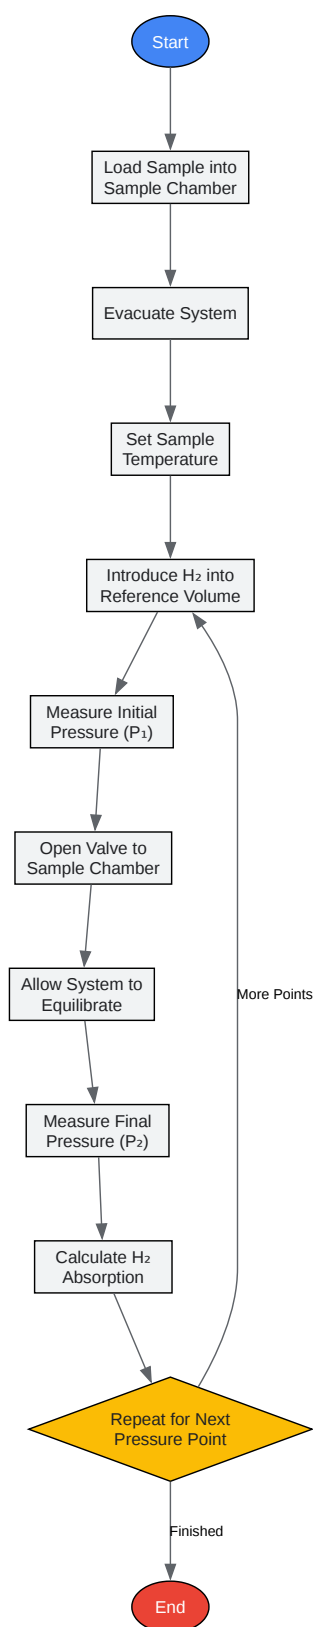 Start
Load Sample into
Sample Chamber
Evacuate System
Set Sample
Temperature
Introduce H₂ into
Reference Volume
Measure Initial
Pressure (P₁)
Open Valve to
Sample Chamber
Allow System to
Equilibrate
More Points
Measure Final
Pressure (P₂)
Calculate H₂
Absorption
Repeat for Next
Pressure Point
Finished
End